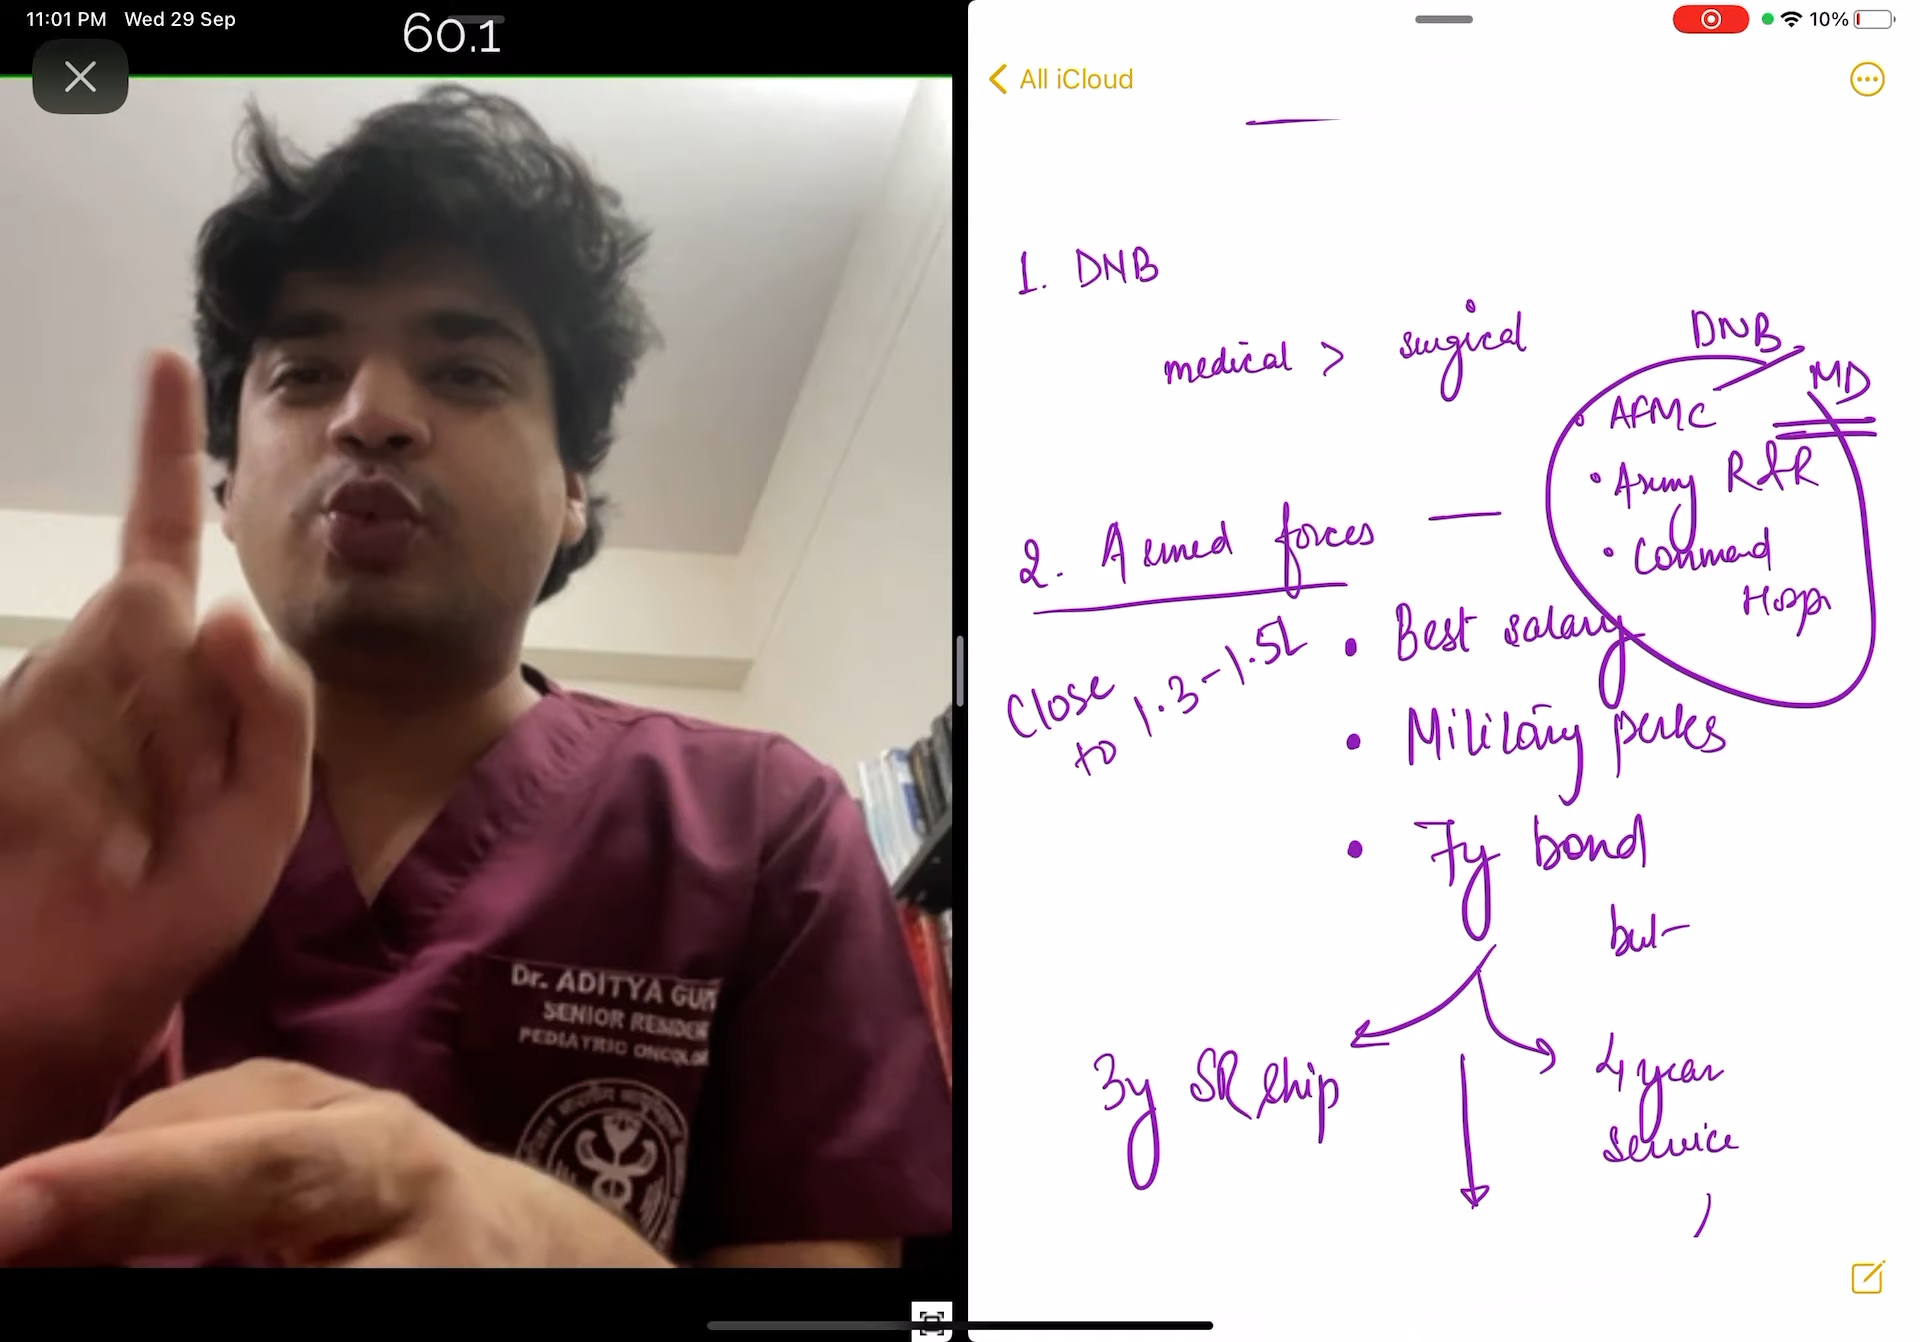 11:01 PM Wed 29 Sep
60.1
10%
All iCloud
1. DNB
medical > surgical
DNB
MD
• AFMC
• Army R&R
• Command
Hosp
2. Armed forces —
Close
to 1.3-1.5L
• Best salary
• Military perks
• 7y bond
but
3y SR ship
4 year
service
Dr. ADITYA GUP
SENIOR RESIDEN
PEDIATRIC ONCOLO